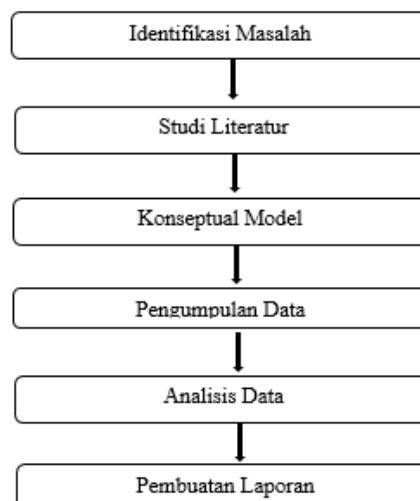 Identifikasi Masalah
Studi Literatur
Konseptual Model
Pengumpulan Data
Analisis Data
Pembuatan Laporan